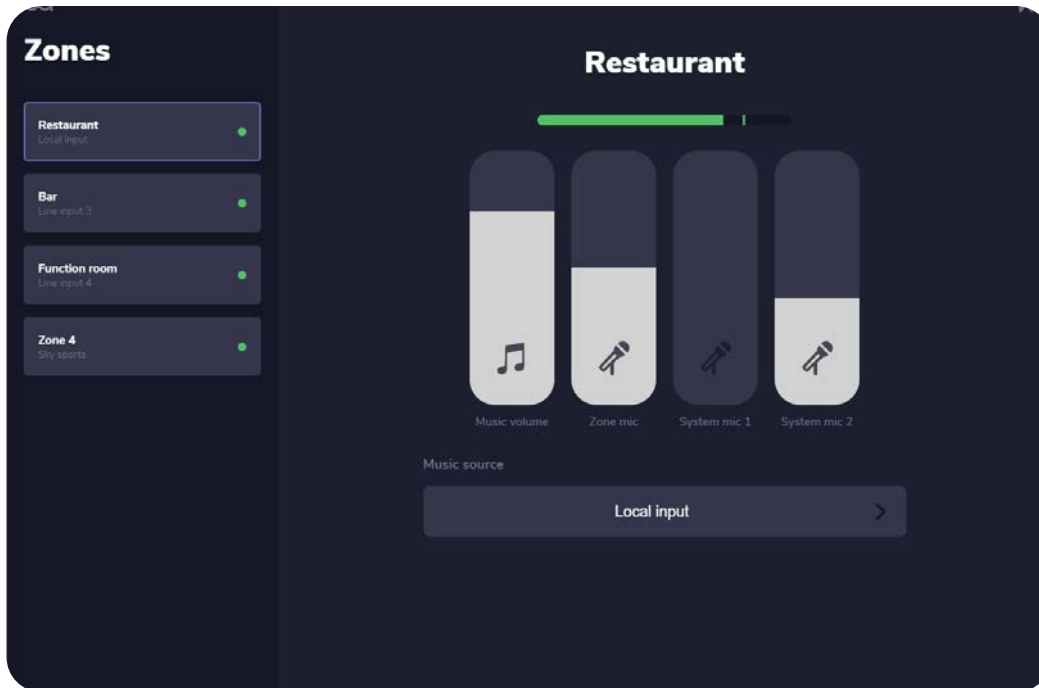 Zones
Restaurant
Local input
Bar
Line input 3
Function room
Line input 4
Zone 4
Sky sports
Restaurant
Music volume
Zone mic
System mic 1
System mic 2
Music source
Local input